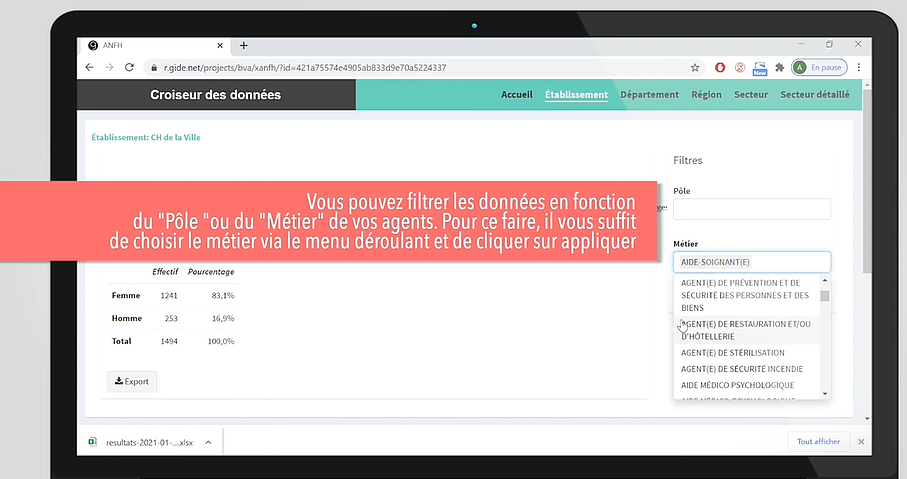 ANFH
r.gide.net/projects/bva/xanfh/?id=421a75574e4905ab833d9e70a5224337
New
A
En pause
Croiseur des données
Accueil Établissement Département Région Secteur Secteur détaillé
Établissement: CH de la Ville
Filtres
Pôle
Vous pouvez filtrer les données en fonction
du "Pôle "ou du "Métier" de vos agents. Pour ce faire, il vous suffit
de choisir le métier via le menu déroulant et de cliquer sur appliquer
Métier
AIDE-SOIGNANT(E)
AGENT(E) DE PRÉVENTION ET DE
SÉCURITÉ DES PERSONNES ET DES
BIENS
AGENT(E) DE RESTAURATION ET/OU
D'HÔTELLERIE
AGENT(E) DE STÉRILISATION
AGENT(E) DE SÉCURITÉ INCENDIE
AIDE MÉDICO PSYCHOLOGIQUE
Effectif Pourcentage
Femme 1241 83,1%
Homme 253 16,9%
Total 1494 100,0%
Export
resultats-2021-01-....xlsx
Tout afficher